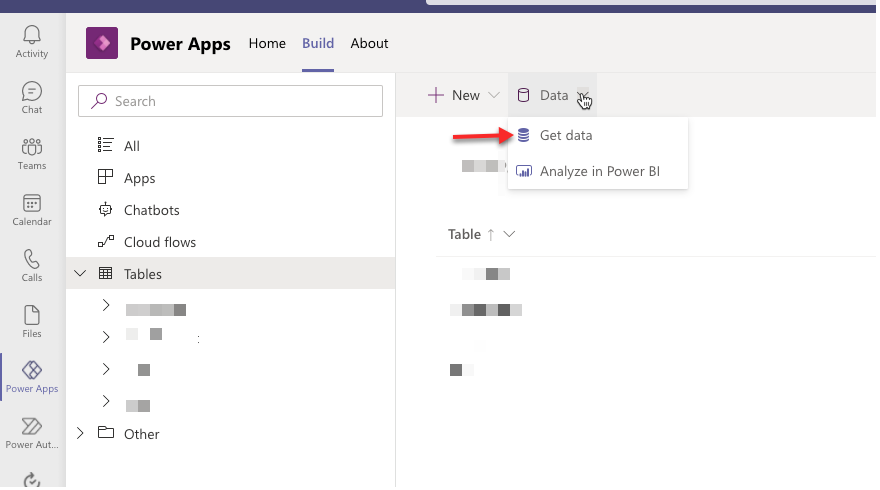 Activity
Chat
Teams
Calendar
Calls
Files
Power Apps
Power Aut...
Power Apps
Home
Build
About
Search
All
Apps
Chatbots
Cloud flows
Tables
Other
New
Data
Get data
Analyze in Power BI
Table